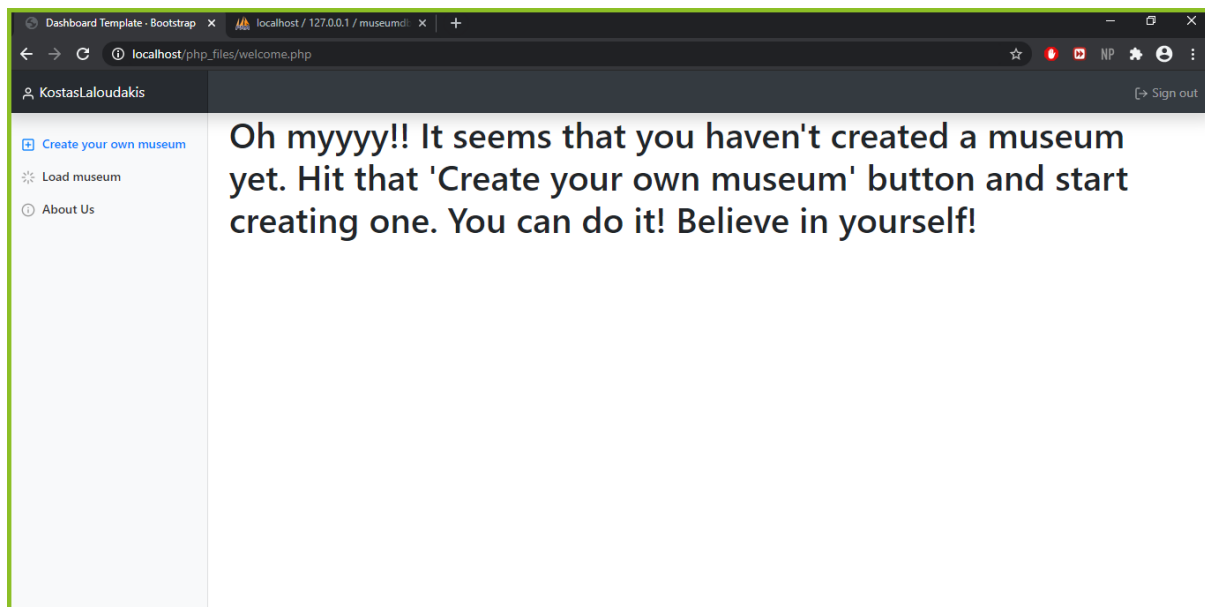 Dashboard Template · Bootstrap
localhost / 127.0.0.1 / museumdb
localhost/php_files/welcome.php
NP
KostasLaloudakis
Sign out
Create your own museum
Load museum
About Us
Oh myyyy!! It seems that you haven't created a museum
yet. Hit that 'Create your own museum' button and start
creating one. You can do it! Believe in yourself!